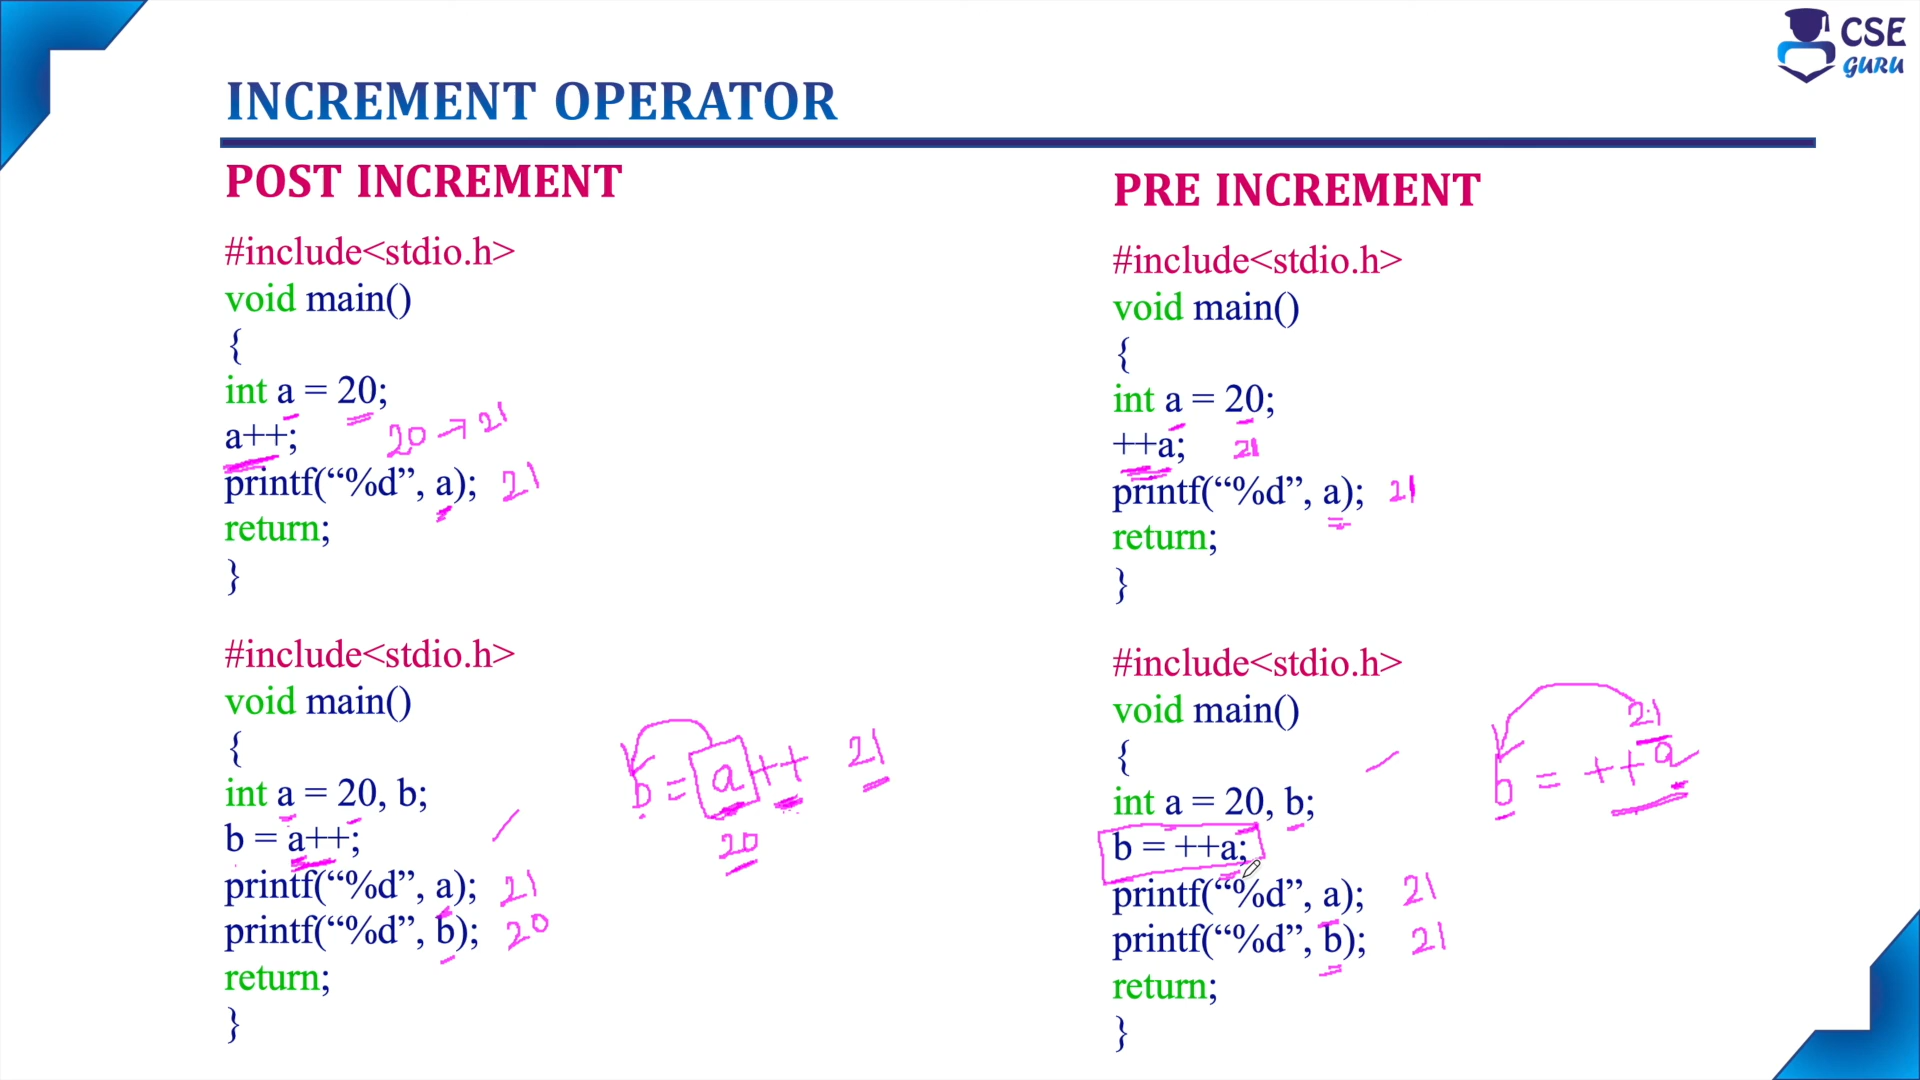 CSE
GURU
INCREMENT OPERATOR
POST INCREMENT
#include<stdio.h>
void main()
{
int a = 20;
a++; 20 → 21
printf(“%d”, a); 21
return;
}
#include<stdio.h>
void main()
{
int a = 20, b;
b = a++;
printf(“%d”, a); 21
printf(“%d”, b); 20
return;
}
b = a++ 21
20
PRE INCREMENT
#include<stdio.h>
void main()
{
int a = 20;
++a; 21
printf(“%d”, a); 21
return;
}
#include<stdio.h>
void main()
{
int a = 20, b;
b = ++a;
printf(“%d”, a); 21
printf(“%d”, b); 21
return;
}
21
b = ++a